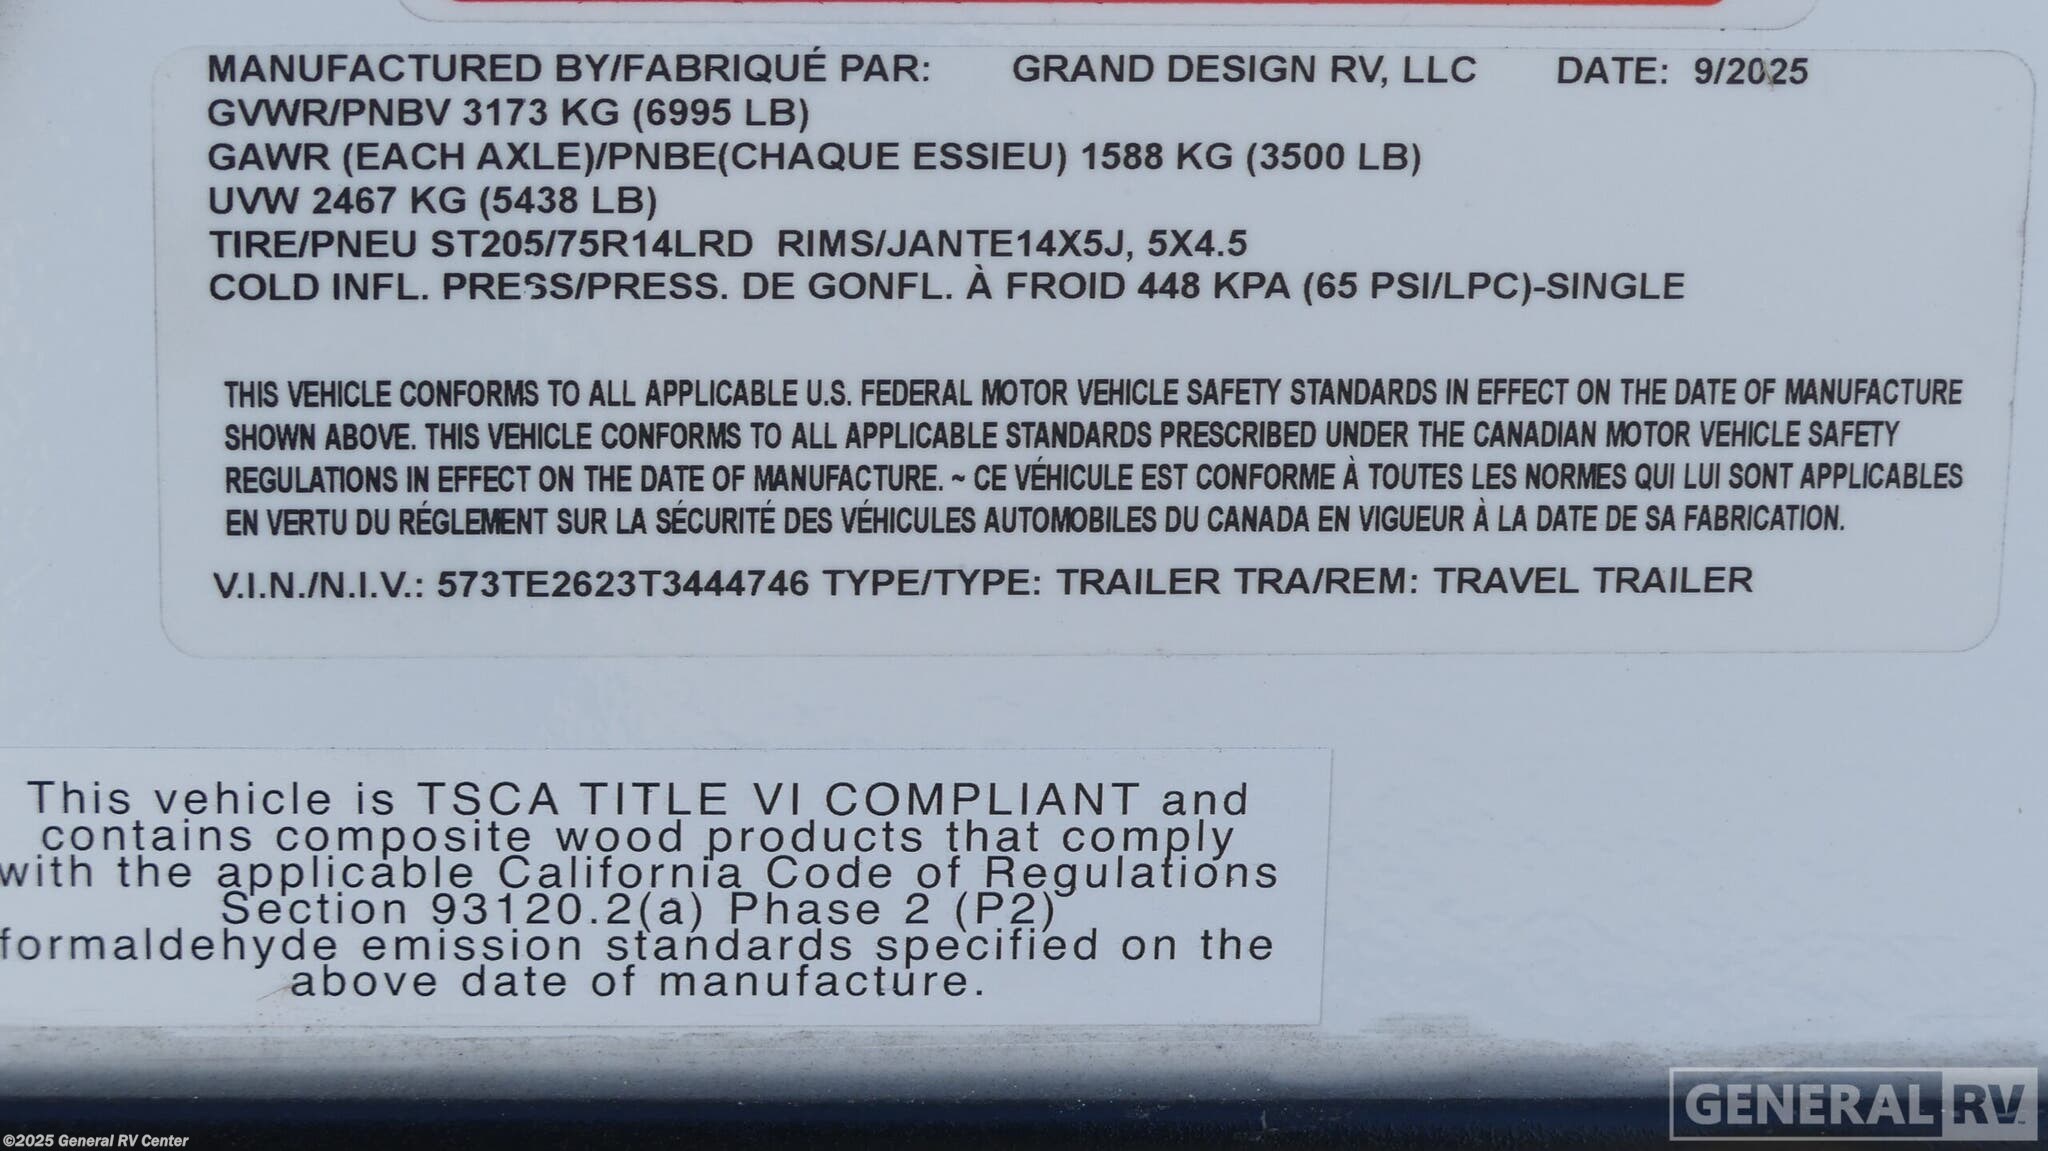 MANUFACTURED BY/FABRIQUÉ PAR: GRAND DESIGN RV, LLC DATE: 9/2025
GVWR/PNBV 3173 KG (6995 LB)
GAWR (EACH AXLE)/PNBE(CHAQUE ESSIEU) 1588 KG (3500 LB)
UVW 2467 KG (5438 LB)
TIRE/PNEU ST205/75R14LRD RIMS/JANTE14X5J, 5X4.5
COLD INFL. PRESS/PRESS. DE GONFL. À FROID 448 KPA (65 PSI/LPC)-SINGLE
THIS VEHICLE CONFORMS TO ALL APPLICABLE U.S. FEDERAL MOTOR VEHICLE SAFETY STANDARDS IN EFFECT ON THE DATE OF MANUFACTURE
SHOWN ABOVE. THIS VEHICLE CONFORMS TO ALL APPLICABLE STANDARDS PRESCRIBED UNDER THE CANADIAN MOTOR VEHICLE SAFETY
REGULATIONS IN EFFECT ON THE DATE OF MANUFACTURE. ~ CE VÉHICULE EST CONFORME À TOUTES LES NORMES QUI LUI SONT APPLICABLES
EN VERTU DU RÉGLEMENT SUR LA SÉCURITÉ DES VÉHICULES AUTOMOBILES DU CANADA EN VIGUEUR À LA DATE DE SA FABRICATION.
V.I.N./N.I.V.: 573TE2623T3444746 TYPE/TYPE: TRAILER TRA/REM: TRAVEL TRAILER
This vehicle is TSCA TITLE VI COMPLIANT and
contains composite wood products that comply
with the applicable California Code of Regulations
Section 93120.2(a) Phase 2 (P2)
formaldehyde emission standards specified on the
above date of manufacture.
GENERAL RV
©2025 General RV Center